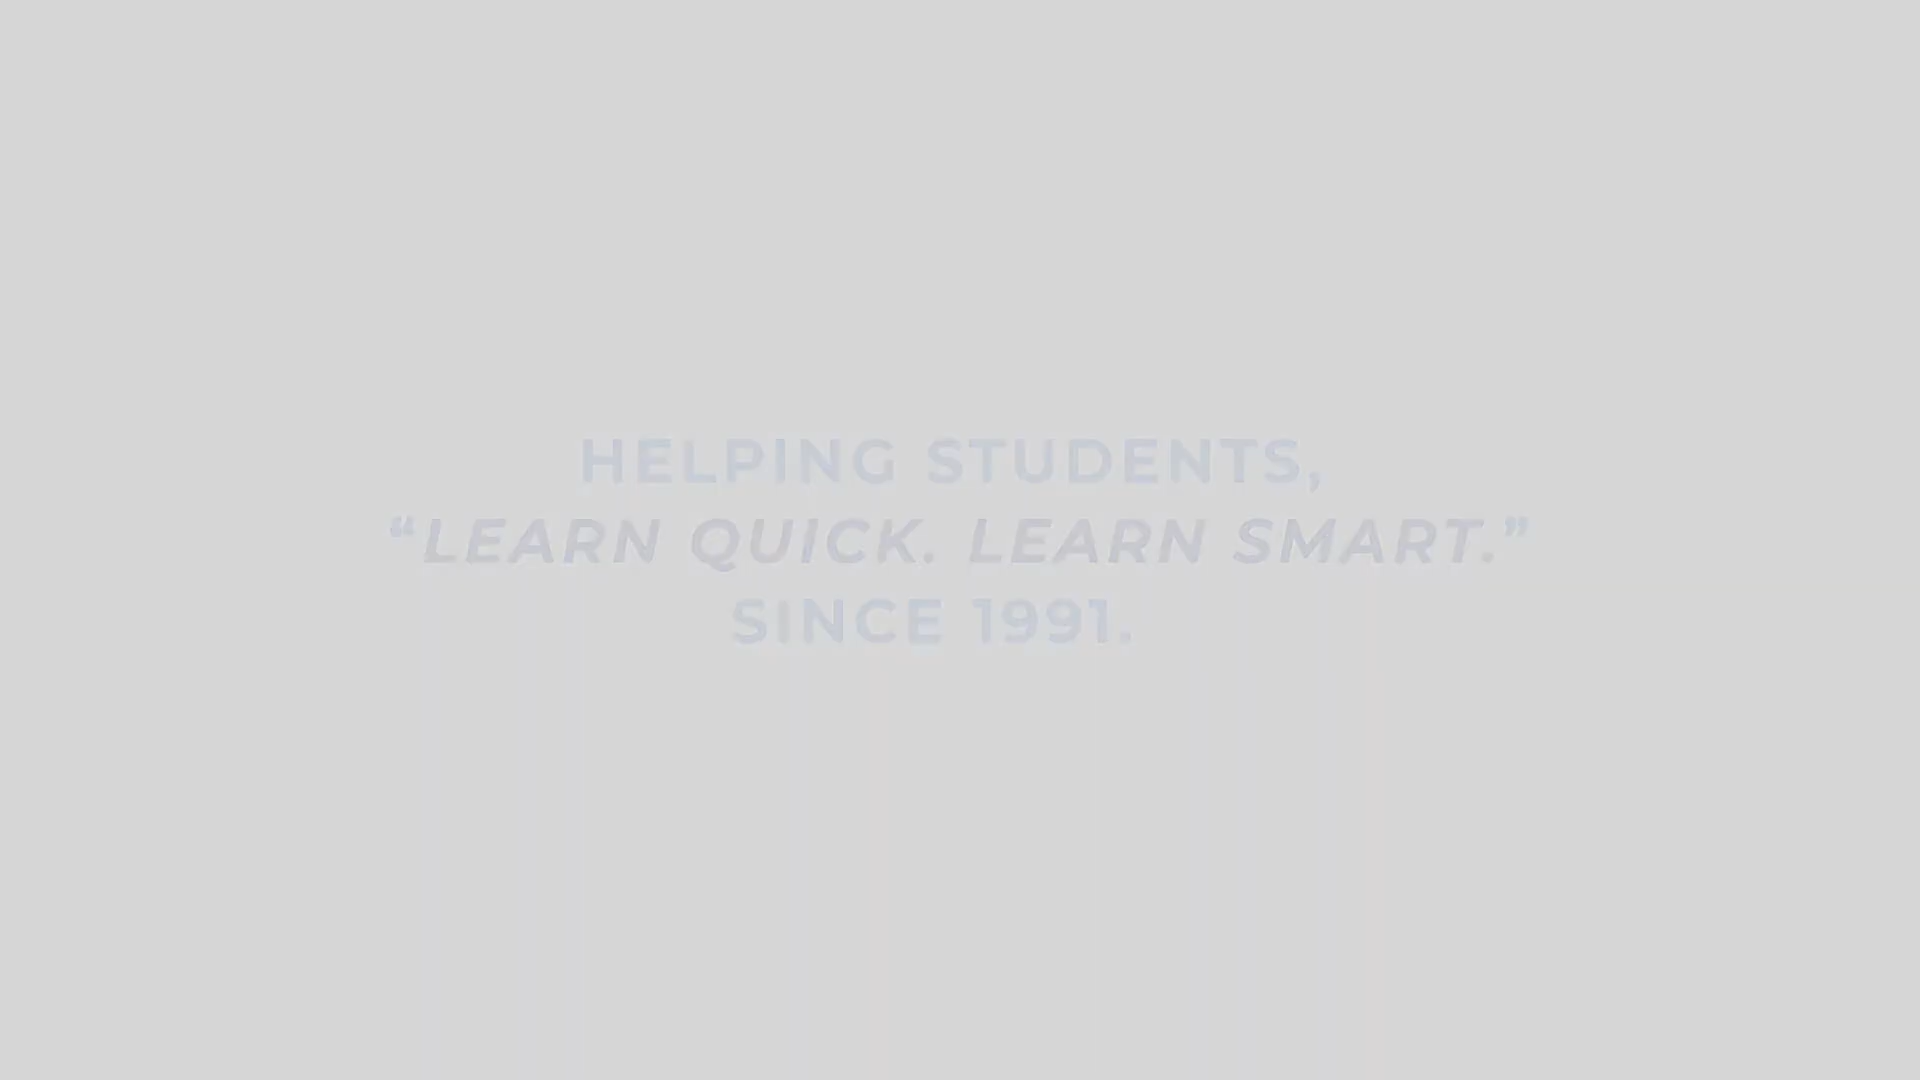 HELPING STUDENTS,
“LEARN QUICK. LEARN SMART.”
SINCE 1991.